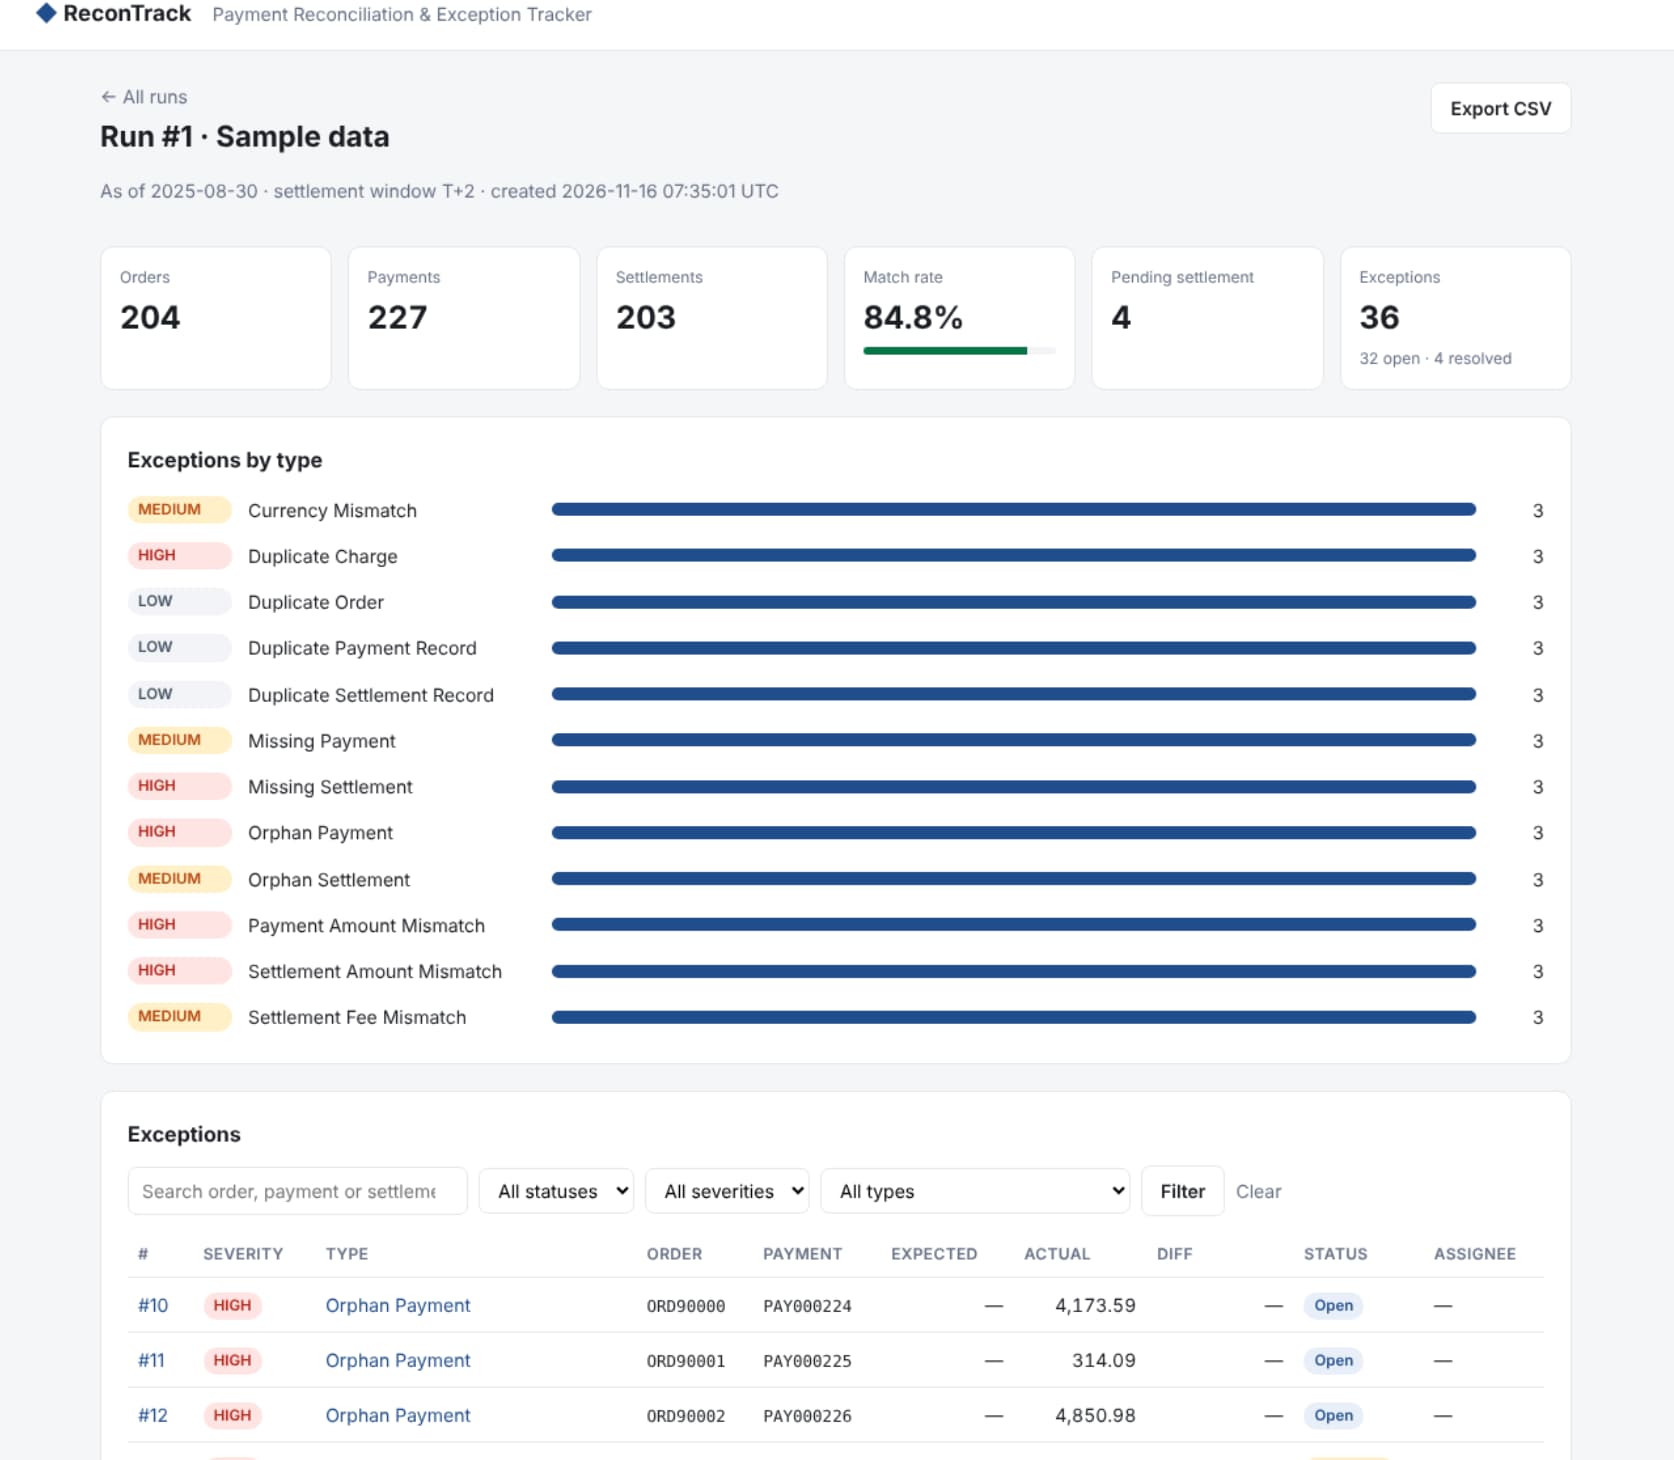 ReconTrack Payment Reconciliation & Exception Tracker
← All runs
Export CSV
Run #1 · Sample data
As of 2025-08-30 · settlement window T+2 · created 2026-11-16 07:35:01 UTC
Orders Payments Settlements Match rate Pending settlement Exceptions
204 227 203 84.8% 4 36
32 open · 4 resolved
Exceptions by type
MEDIUM Currency Mismatch 3
HIGH Duplicate Charge 3
LOW Duplicate Order 3
LOW Duplicate Payment Record 3
LOW Duplicate Settlement Record 3
MEDIUM Missing Payment 3
HIGH Missing Settlement 3
HIGH Orphan Payment 3
MEDIUM Orphan Settlement 3
HIGH Payment Amount Mismatch 3
HIGH Settlement Amount Mismatch 3
MEDIUM Settlement Fee Mismatch 3
Exceptions
Search order, payment or settleme All statuses All severities All types Filter Clear
# SEVERITY TYPE ORDER PAYMENT EXPECTED ACTUAL DIFF STATUS ASSIGNEE
#10 HIGH Orphan Payment ORD90000 PAY000224 — 4,173.59 — Open —
#11 HIGH Orphan Payment ORD90001 PAY000225 — 314.09 — Open —
#12 HIGH Orphan Payment ORD90002 PAY000226 — 4,850.98 — Open —